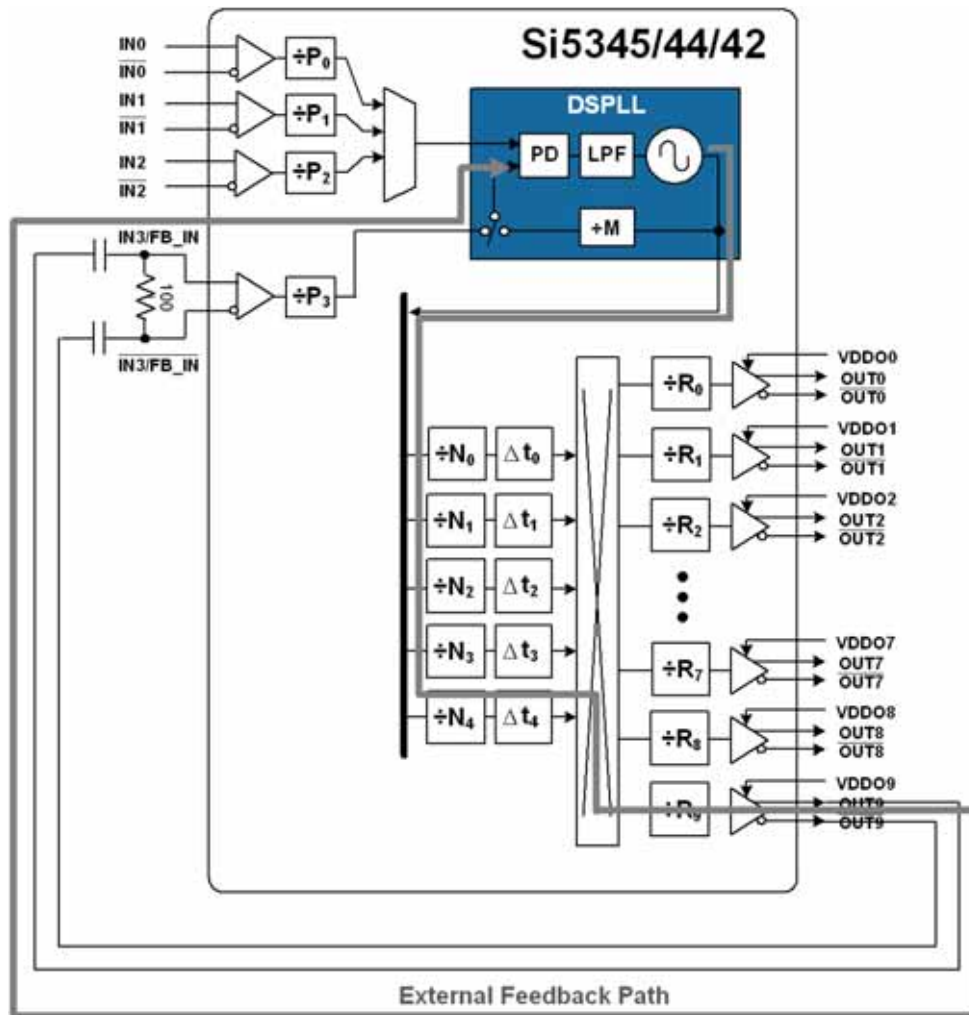 Si5345/44/42
IN0
IN0
÷P0
IN1
IN1
÷P1
IN2
IN2
÷P2
DSPLL
PD
LPF
÷M
IN3/FB_IN
100
IN3/FB_IN
÷P3
÷N0
Δt0
÷N1
Δt1
÷N2
Δt2
÷N3
Δt3
÷N4
Δt4
÷R0
VDDO0
OUT0
OUT0
÷R1
VDDO1
OUT1
OUT1
÷R2
VDDO2
OUT2
OUT2
÷R7
VDDO7
OUT7
OUT7
÷R8
VDDO8
OUT8
OUT8
÷R9
VDDO9
OUT9
OUT9
External Feedback Path